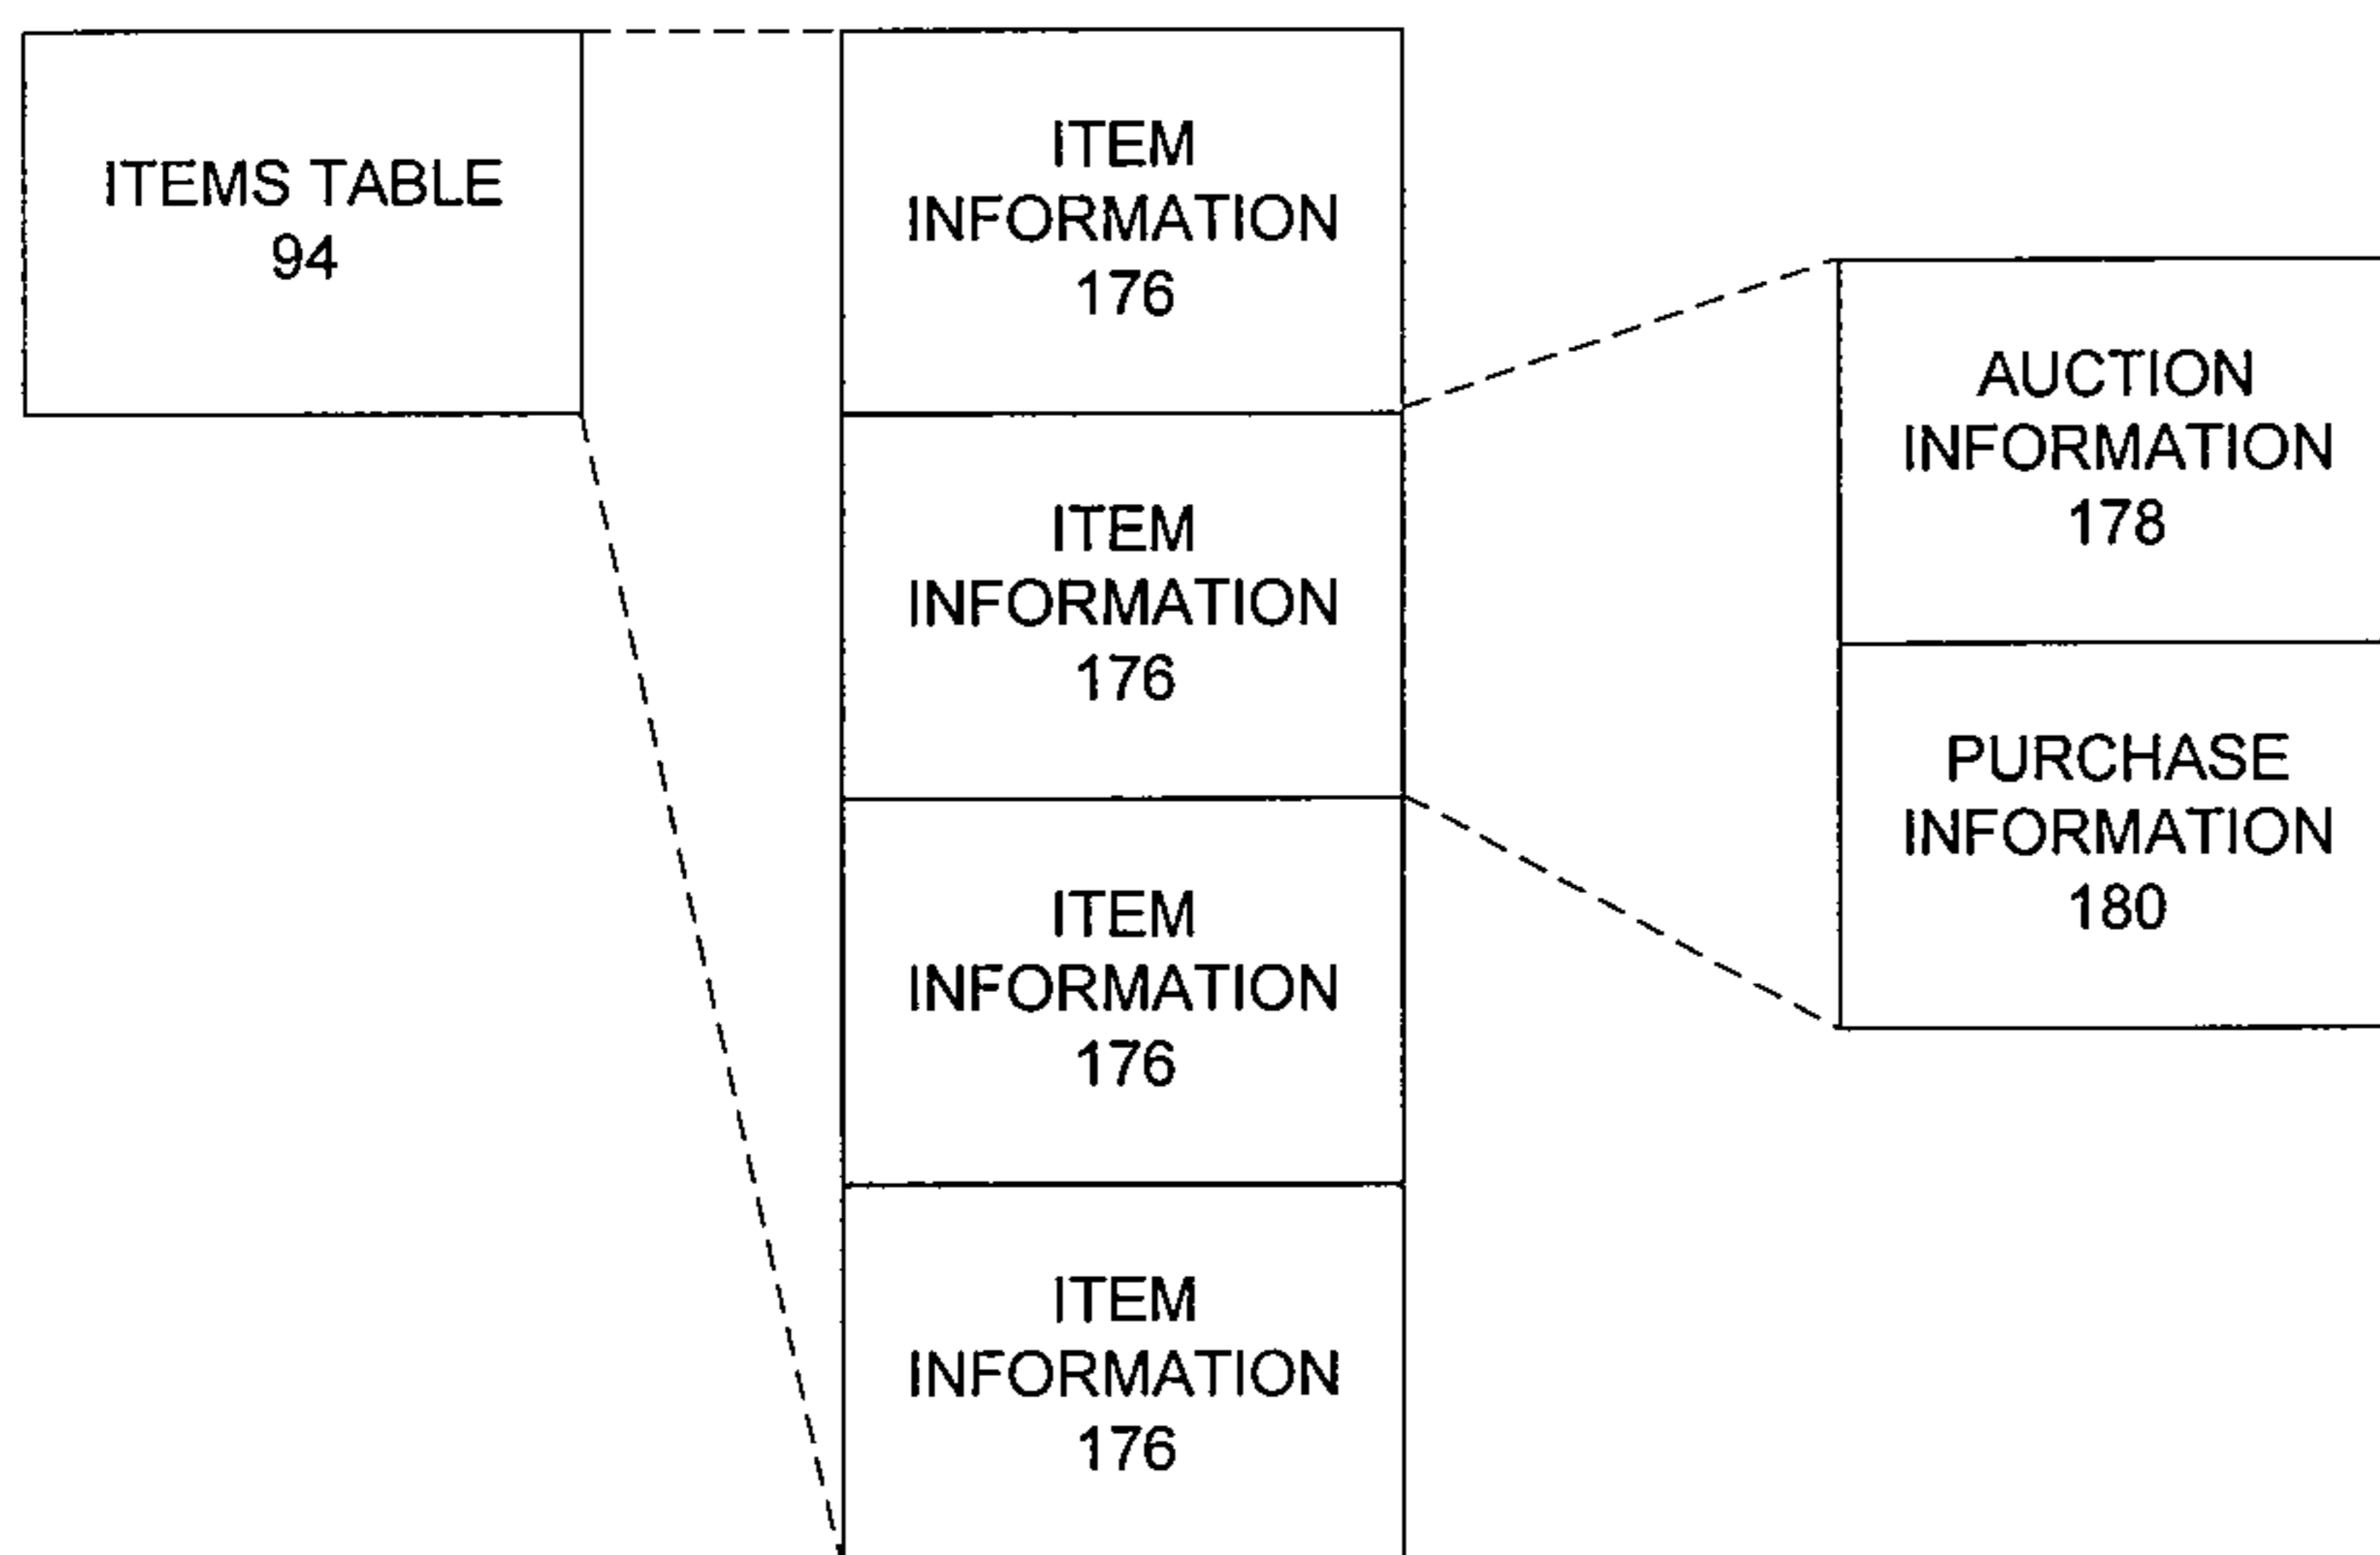 ITEMS TABLE
94
ITEM
INFORMATION
176
ITEM
INFORMATION
176
ITEM
INFORMATION
176
ITEM
INFORMATION
176
AUCTION
INFORMATION
178
PURCHASE
INFORMATION
180